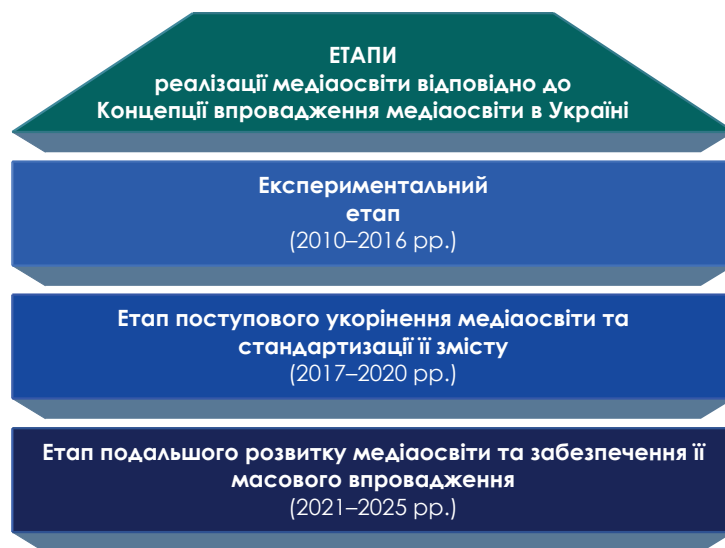 ЕТАПИ
реалізації медіаосвіти відповідно до
Концепції впровадження медіаосвіти в Україні
Експериментальний
етап
(2010–2016 рр.)
Етап поступового укорінення медіаосвіти та
стандартизації її змісту
(2017–2020 рр.)
Етап подальшого розвитку медіаосвіти та забезпечення її
масового впровадження
(2021–2025 рр.)